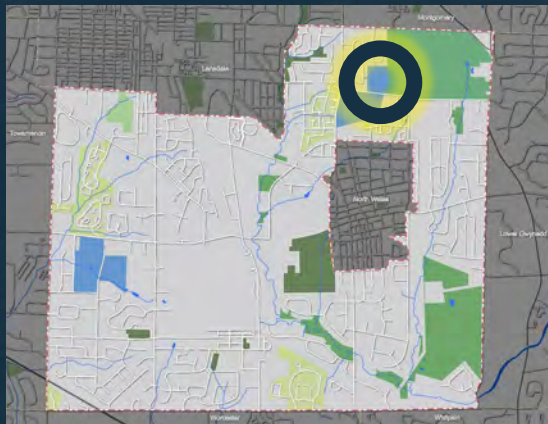 Montgomery
Lansdale
Towamencin
North Wales
Lower Gwynedd
Worcester
Whitpain